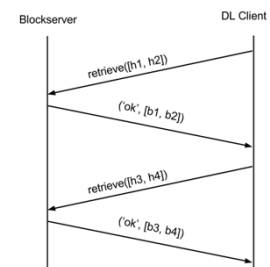 Blockserver
DL Client
retrieve([h1, h2])
('ok', [b1, b2])
retrieve([h3, h4])
('ok', [b3, b4])